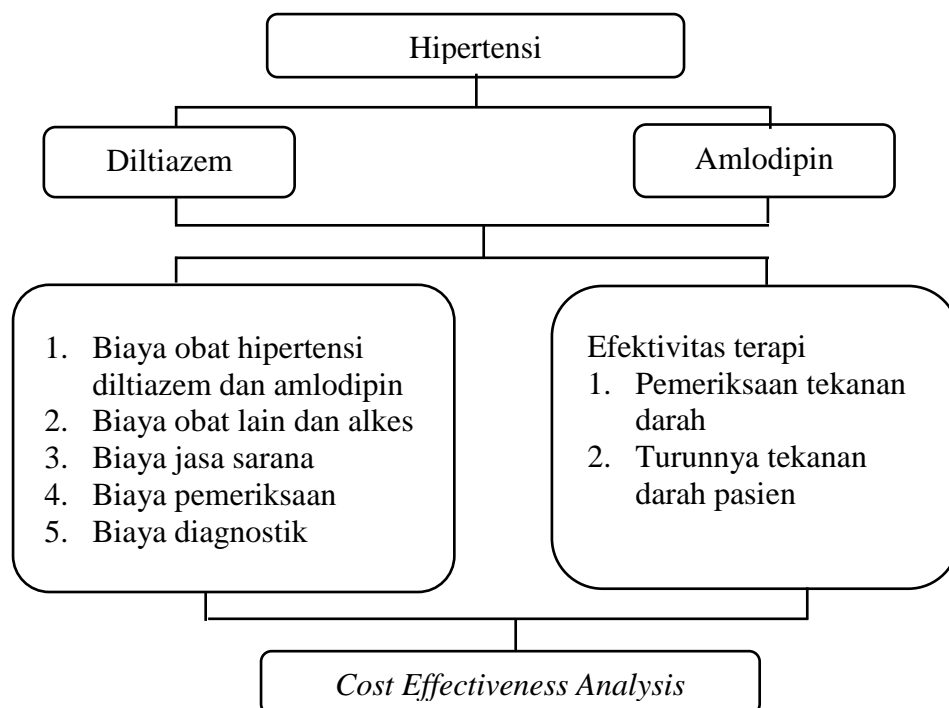 Hipertensi
Diltiazem
Amlodipin
1. Biaya obat hipertensi
diltiazem dan amlodipin
2. Biaya obat lain dan alkes
3. Biaya jasa sarana
4. Biaya pemeriksaan
5. Biaya diagnostik
Efektivitas terapi
1. Pemeriksaan tekanan
darah
2. Turunnya tekanan
darah pasien
Cost Effectiveness Analysis